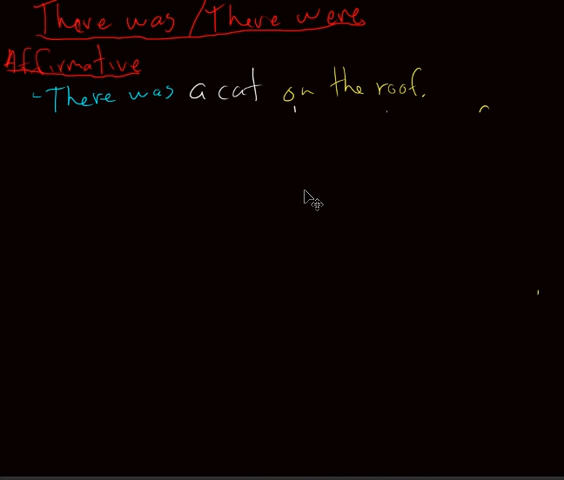 There was/There were
Affirmative
-There was a cat on the roof.